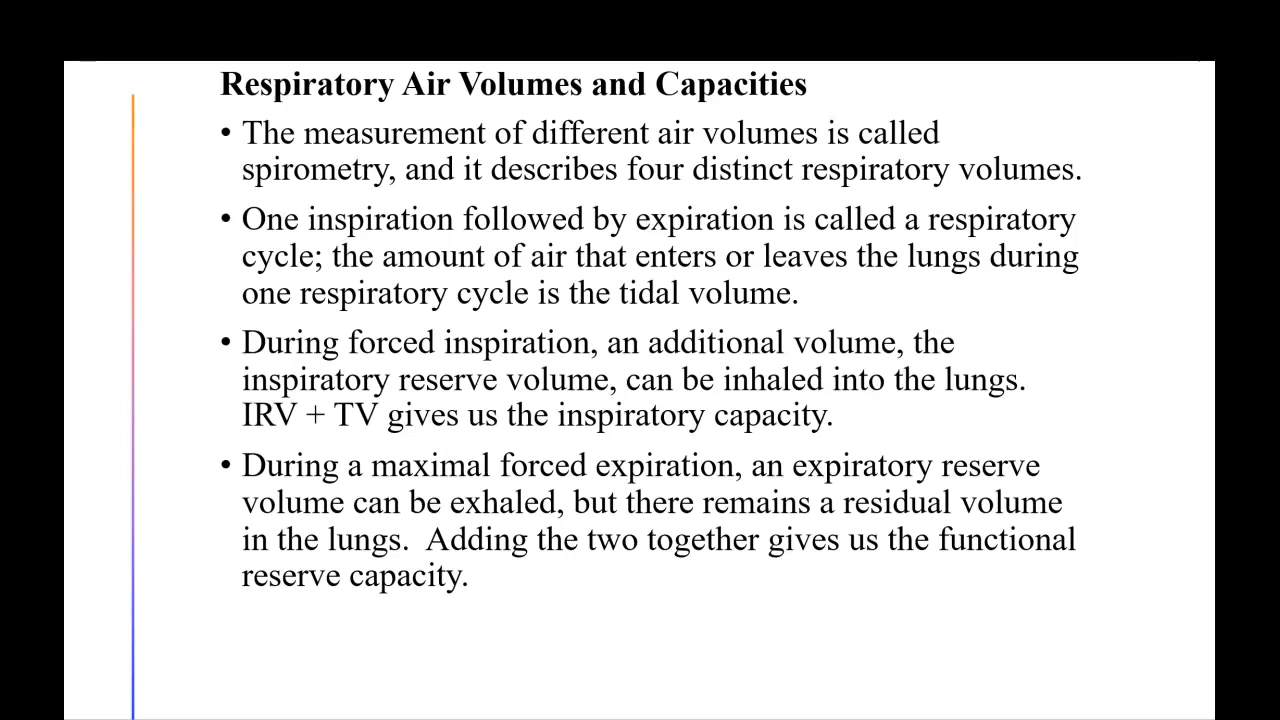 Respiratory Air Volumes and Capacities
• The measurement of different air volumes is called
spirometry, and it describes four distinct respiratory volumes.
• One inspiration followed by expiration is called a respiratory
cycle; the amount of air that enters or leaves the lungs during
one respiratory cycle is the tidal volume.
• During forced inspiration, an additional volume, the
inspiratory reserve volume, can be inhaled into the lungs.
IRV + TV gives us the inspiratory capacity.
• During a maximal forced expiration, an expiratory reserve
volume can be exhaled, but there remains a residual volume
in the lungs.  Adding the two together gives us the functional
reserve capacity.